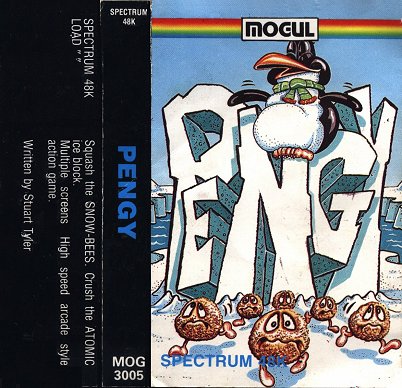 SPECTRUM 48K
LOAD " "
Squash the SNOW-BEES. Crush the ATOMIC
ice block.
Multiple screens High speed arcade style
action game.
Written by Stuart Tyler
SPECTRUM
48K
PENGY
MOG
3005
MOGUL
PENGY
SPECTRUM 48K